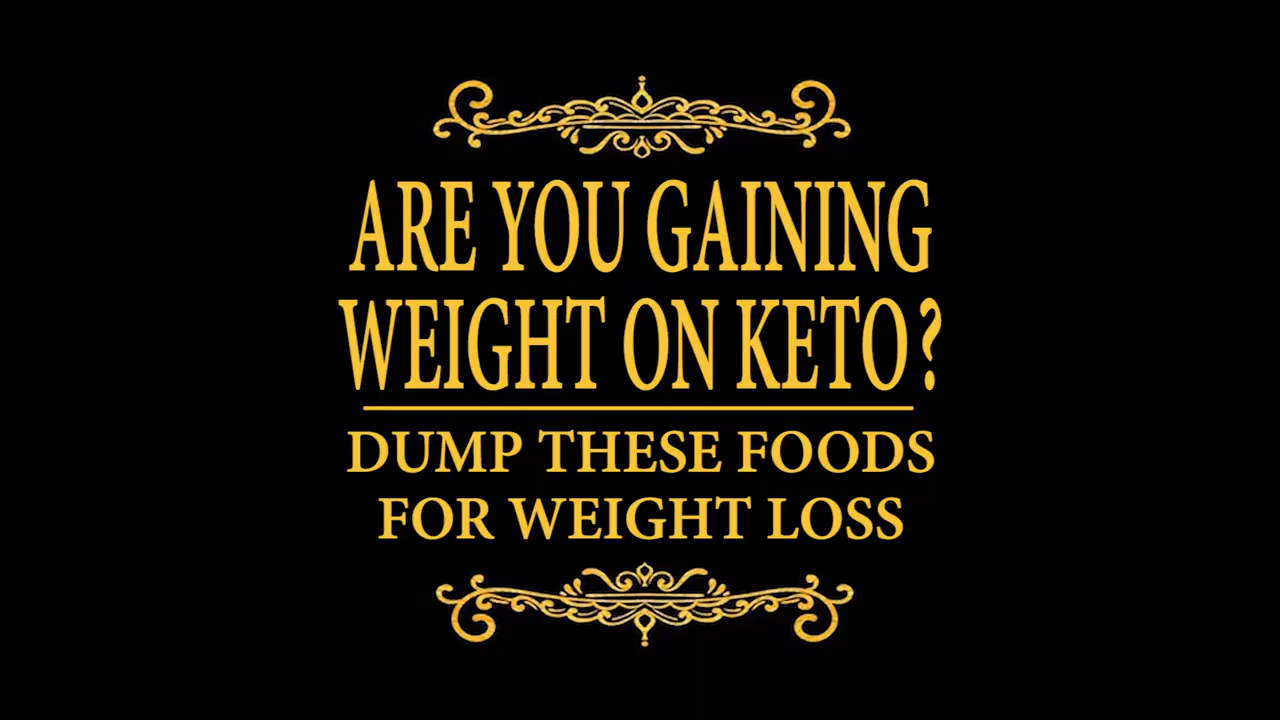 ARE YOU GAINING
WEIGHT ON KETO?
DUMP THESE FOODS
FOR WEIGHT LOSS